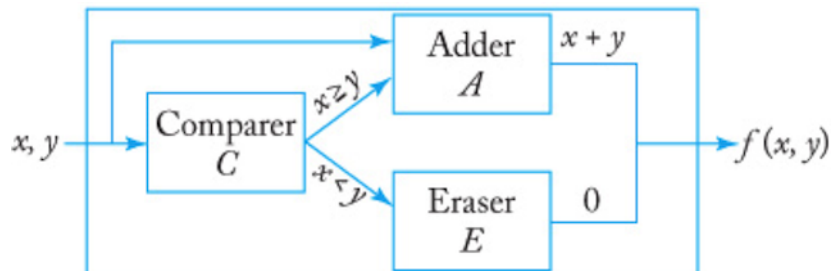 Adder
A
x + y
x ≥ y
x, y
Comparer
C
f(x, y)
x < y
Eraser
E
0